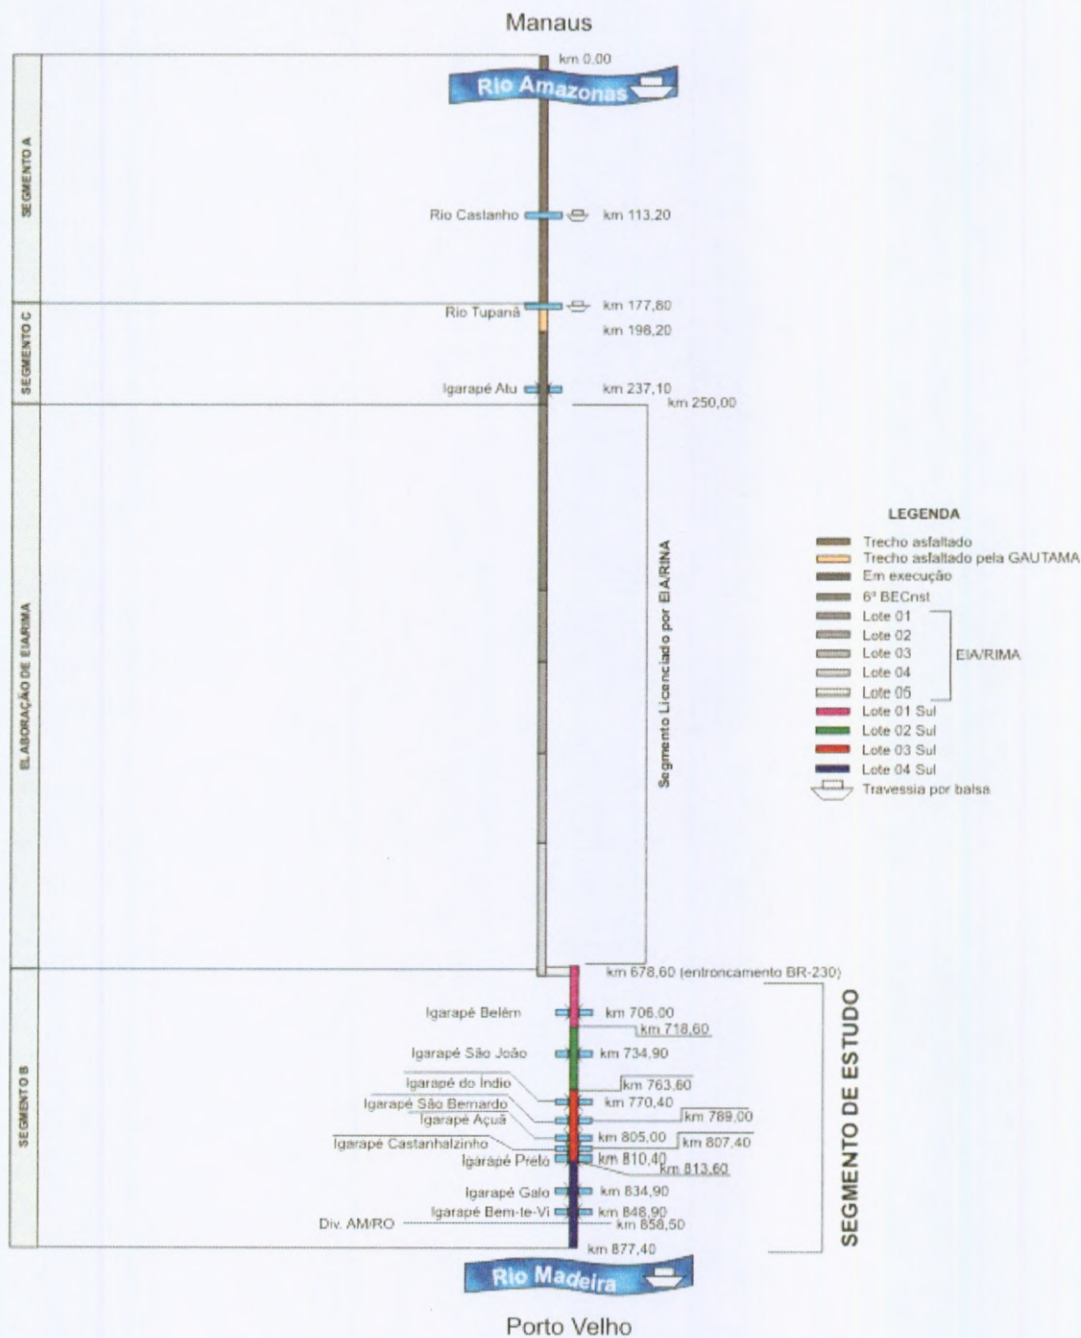 Manaus
km 0,00
Rio Amazonas
SEGMENTO A
Rio Castanho
km 113,20
Rio Tupanã
km 177,80
km 198,20
SEGMENTO C
Igarapé Atu
km 237,10
km 250,00
ELABORAÇÃO DE EIA/RIMA
Segmento Licenciado por EIA/RINA
LEGENDA
Trecho asfaltado
Trecho asfaltado pela GAUTAMA
Em execução
6º BECnst
Lote 01
Lote 02
Lote 03
Lote 04
Lote 05
EIA/RIMA
Lote 01 Sul
Lote 02 Sul
Lote 03 Sul
Lote 04 Sul
Travessia por balsa
km 678,60 (entroncamento BR-230)
SEGMENTO B
SEGMENTO DE ESTUDO
Igarapé Belém
km 706,00
km 718,60
Igarapé São João
km 734,90
Igarapé do Índio
km 763,60
km 770,40
Igarapé São Bernardo
km 789,00
Igarapé Açuã
km 805,00
km 807,40
Igarapé Castanhalzinho
Igarapé Preto
km 810,40
km 813,60
Igarapé Galo
km 834,90
Igarapé Bem-te-Vi
km 848,90
Div. AM/RO
km 858,50
km 877,40
Rio Madeira
Porto Velho